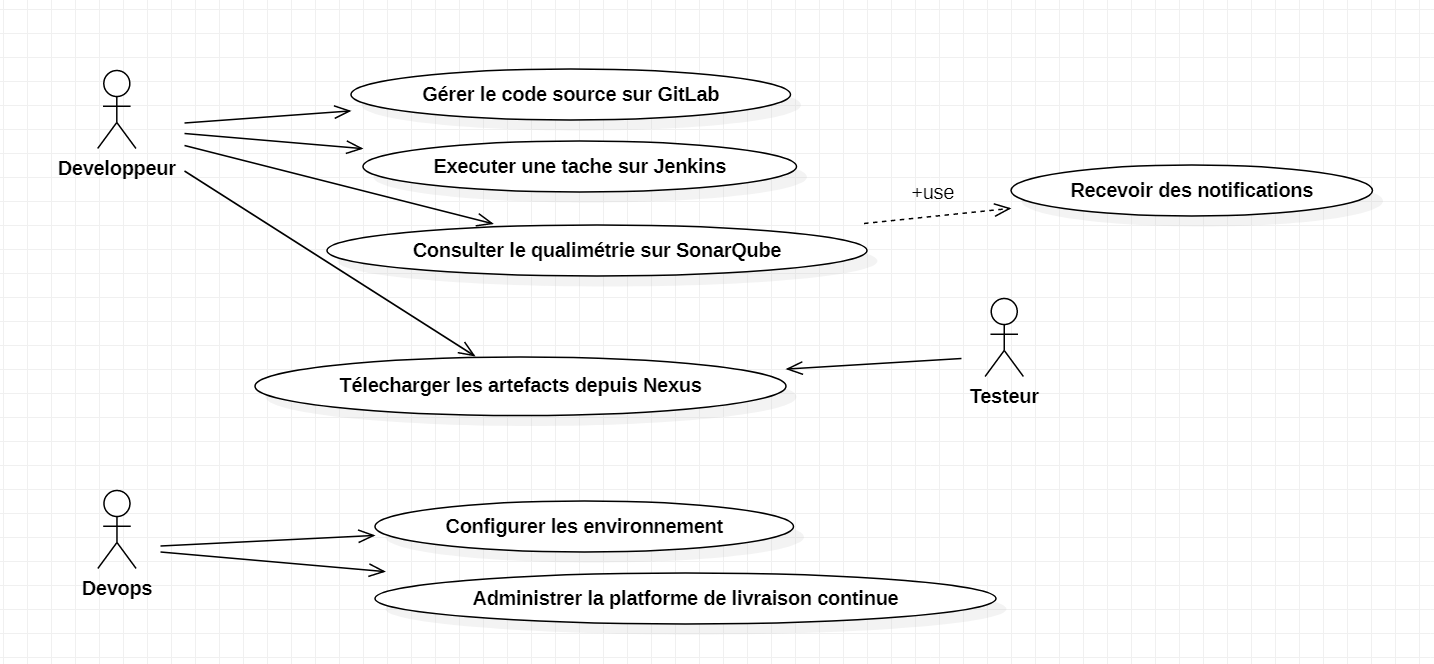 Gérer le code source sur GitLab
Developpeur
Executer une tache sur Jenkins
+use
Recevoir des notifications
Consulter le qualimétrie sur SonarQube
Télecharger les artefacts depuis Nexus
Testeur
Configurer les environnement
Devops
Administrer la platforme de livraison continue